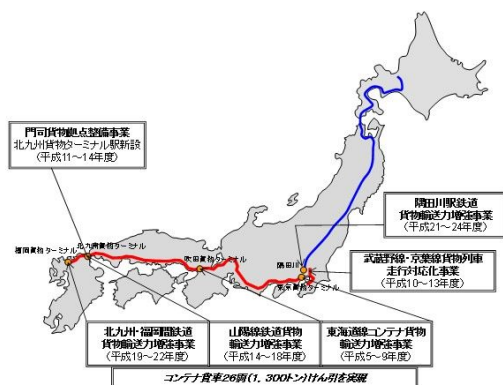 門司貨物拠点整備事業
北九州貨物ターミナル駅新設
(平成11〜14年度)
隅田川駅鉄道
貨物輸送力増強事業
(平成21〜24年度)
北九州貨物ターミナル
福岡貨物ターミナル
吹田貨物ターミナル
隅田川
東京貨物ターミナル
武蔵野線・京葉線貨物列車
走行対応化事業
(平成10〜13年度)
北九州・福岡間鉄道
貨物輸送力増強事業
(平成19〜22年度)
山陽線鉄道貨物
輸送力増強事業
(平成14〜18年度)
東海道線コンテナ貨物
輸送力増強事業
(平成5〜9年度)
コンテナ貨車26両(1,300トン)けん引を実現